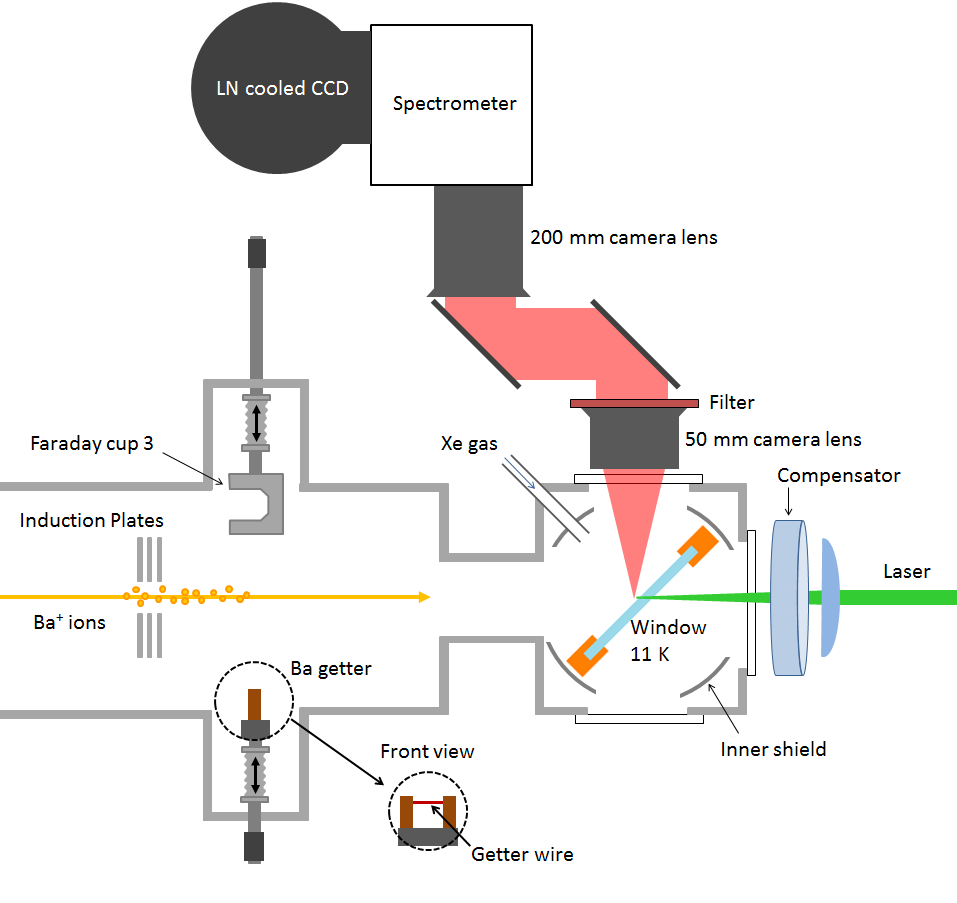 LN cooled CCD
Spectrometer
200 mm camera lens
Filter
50 mm camera lens
Xe gas
Faraday cup 3
Compensator
Induction Plates
Laser
Ba⁺ ions
Window
11 K
Ba getter
Front view
Inner shield
Getter wire